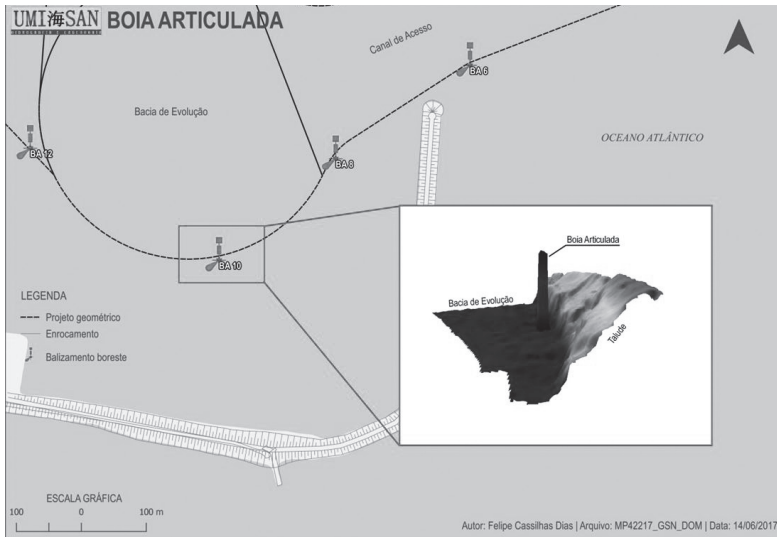 UMI海SAN
BOIA ARTICULADA
Canal de Acesso
BA 6
Bacia de Evolução
OCEANO ATLÂNTICO
BA 12
BA 8
BA 10
Boia Articulada
Bacia de Evolução
Talude
LEGENDA
Projeto geométrico
Enrocamento
Balizamento boreste
ESCALA GRÁFICA
100 0 100 m
Autor: Felipe Cassilhas Dias | Arquivo: MP42217_GSN_DOM | Data: 14/06/2017